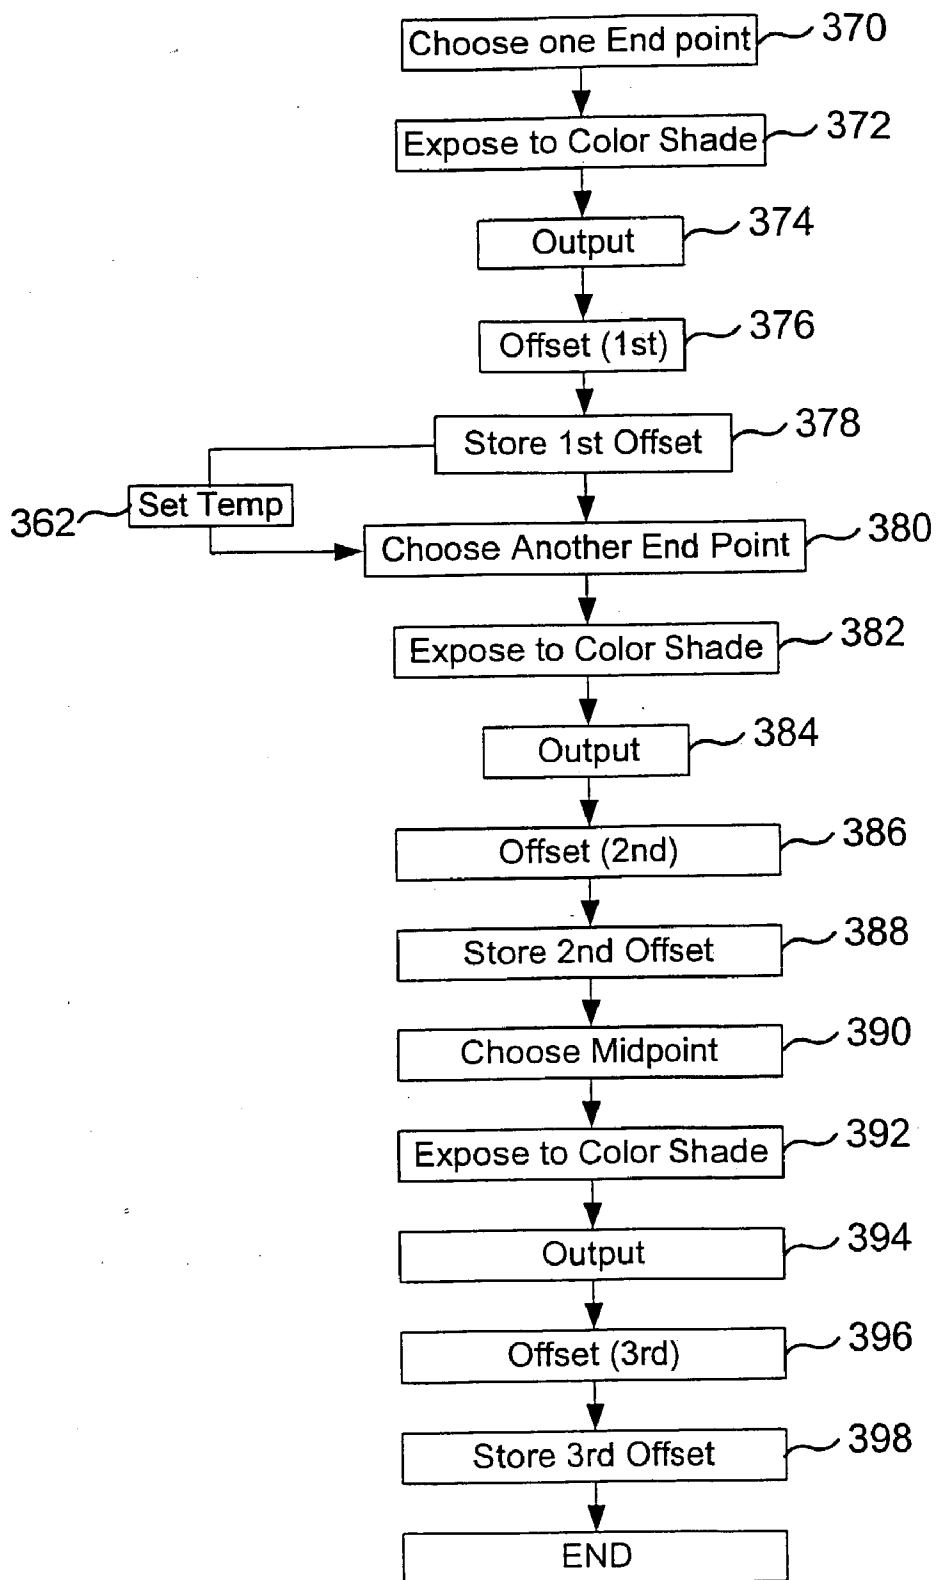 Choose one End point 370
Expose to Color Shade 372
Output 374
Offset (1st) 376
Store 1st Offset 378
362 Set Temp
Choose Another End Point 380
Expose to Color Shade 382
Output 384
Offset (2nd) 386
Store 2nd Offset 388
Choose Midpoint 390
Expose to Color Shade 392
Output 394
Offset (3rd) 396
Store 3rd Offset 398
END